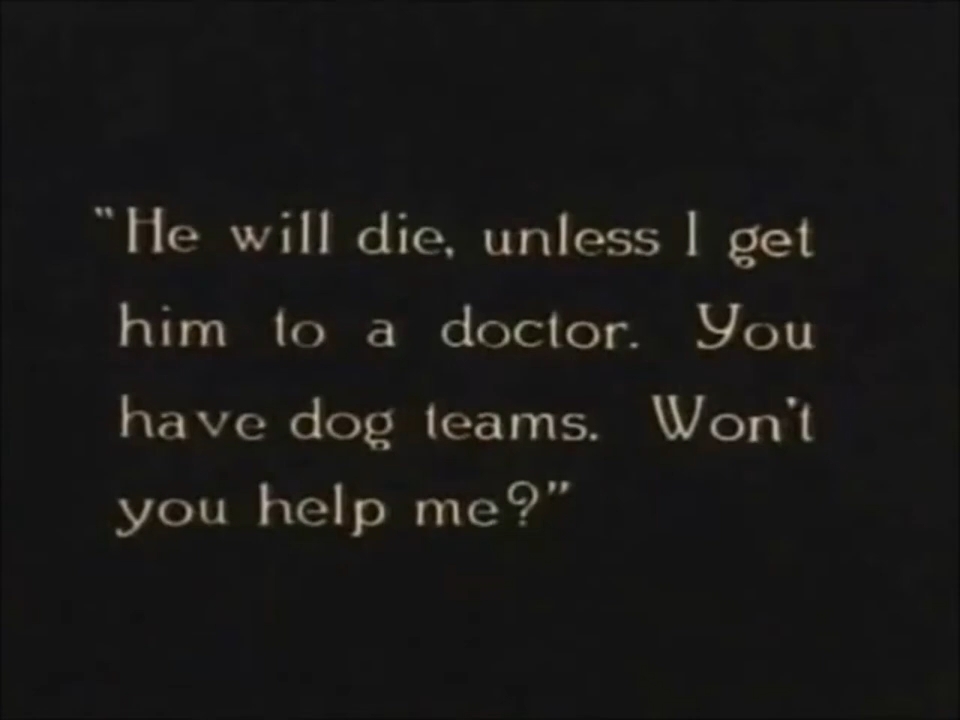 "He will die, unless I get
him to a doctor. You
have dog teams. Won't
you help me?"